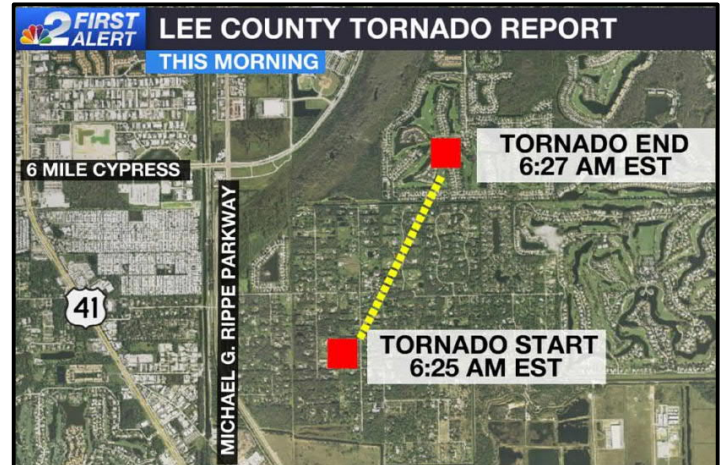 2 FIRST
ALERT
LEE COUNTY TORNADO REPORT
THIS MORNING
TORNADO END
6:27 AM EST
6 MILE CYPRESS
MICHAEL G. RIPPE PARKWAY
41
TORNADO START
6:25 AM EST